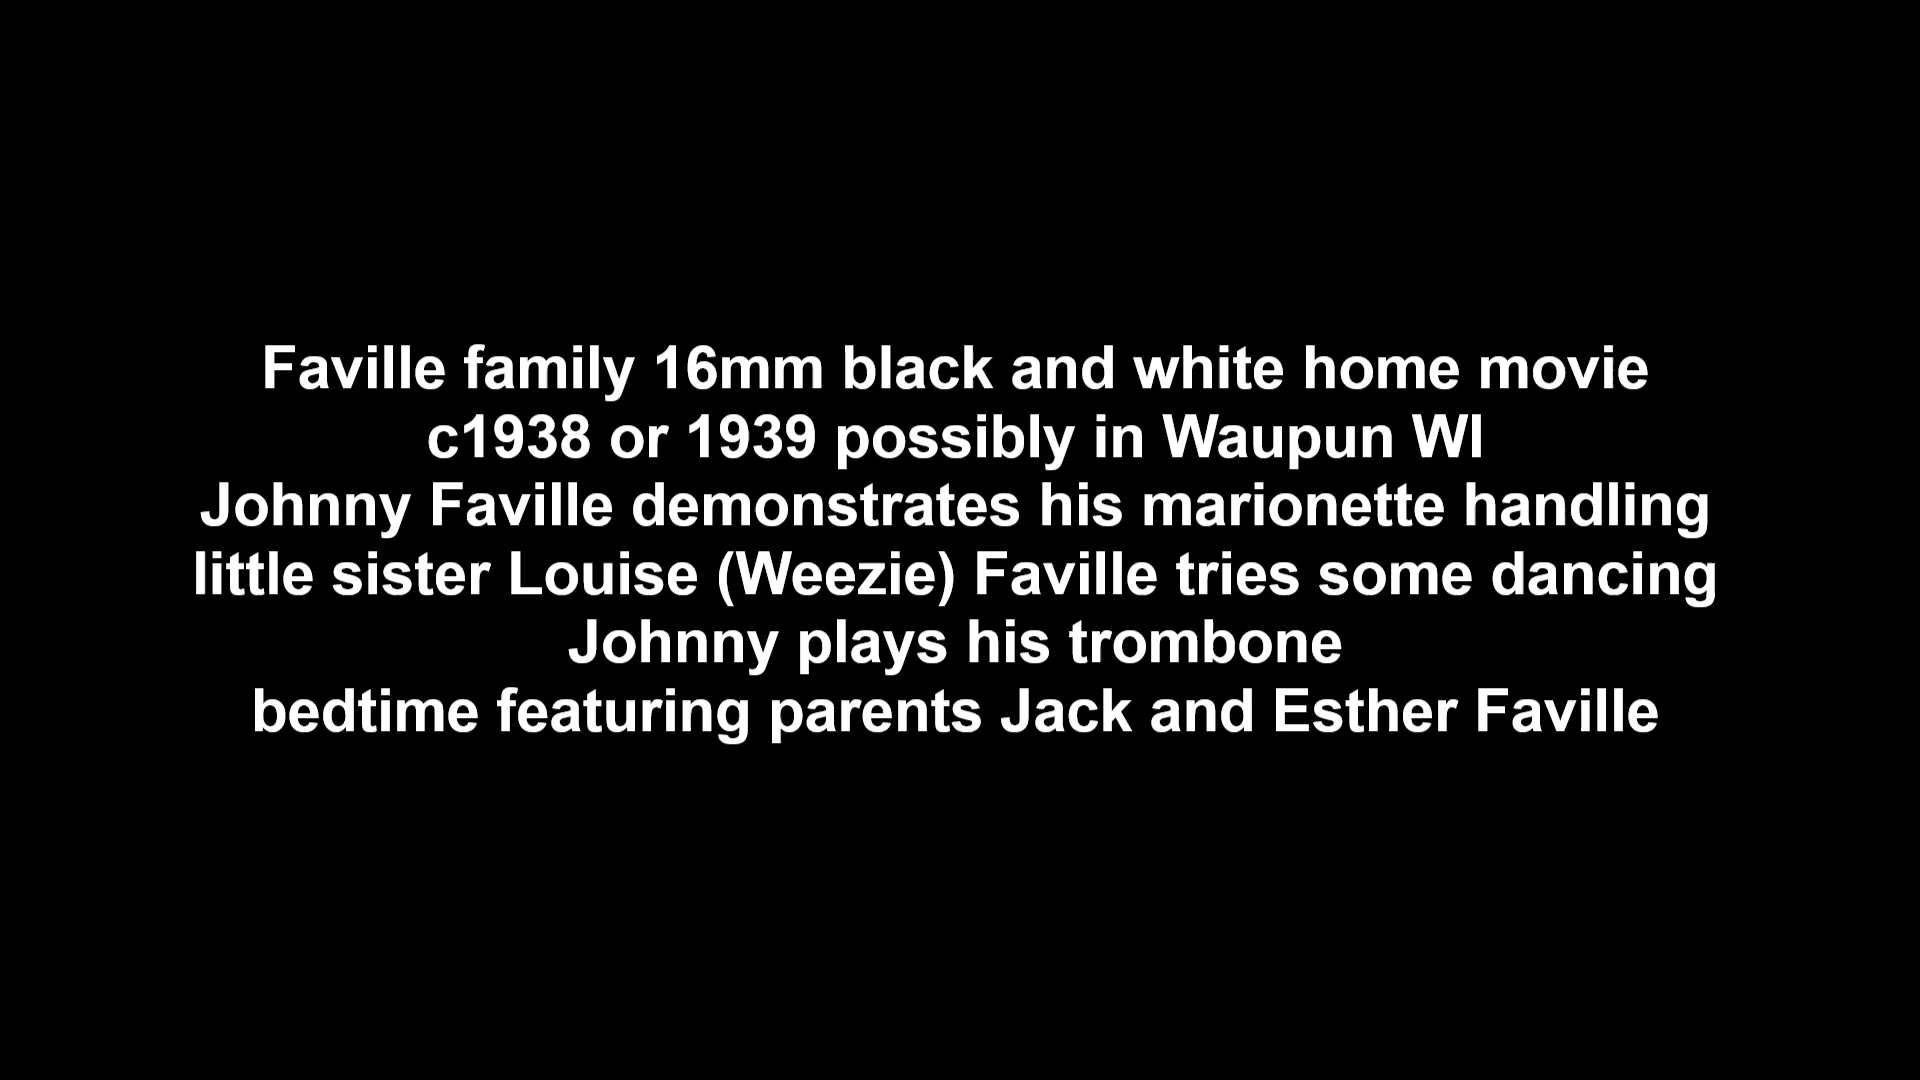 Faville family 16mm black and white home movie
c1938 or 1939 possibly in Waupun WI
Johnny Faville demonstrates his marionette handling
little sister Louise (Weezie) Faville tries some dancing
Johnny plays his trombone
bedtime featuring parents Jack and Esther Faville